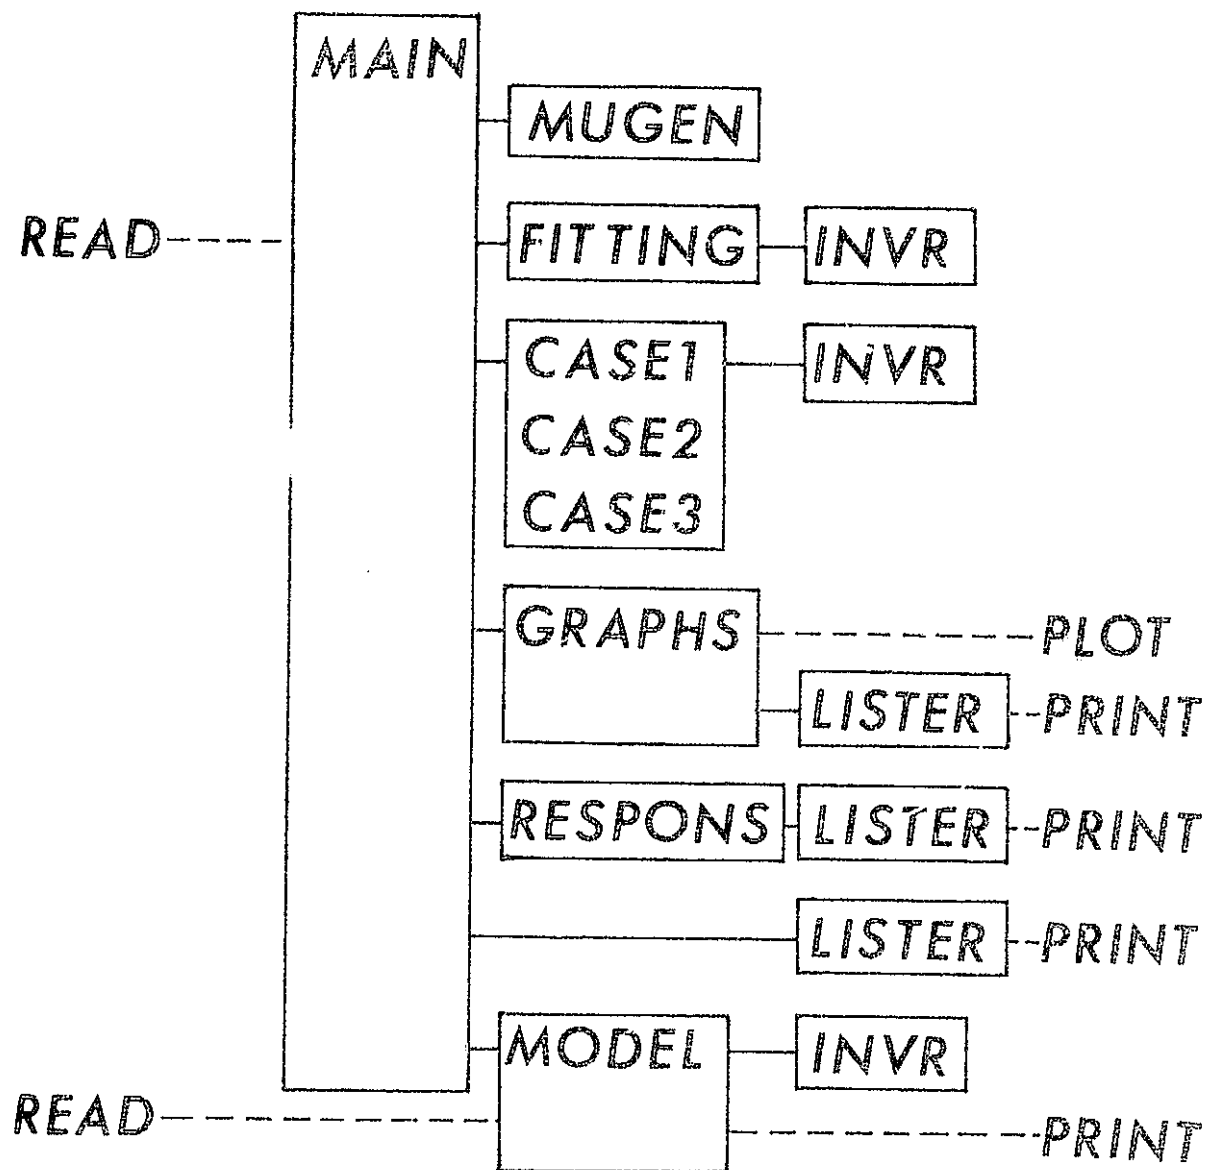 MAIN
MUGEN
READ
FITTING INVR
CASE1 INVR
CASE2
CASE3
GRAPHS PLOT
LISTER PRINT
RESPONS LISTER PRINT
LISTER PRINT
MODEL INVR
READ PRINT